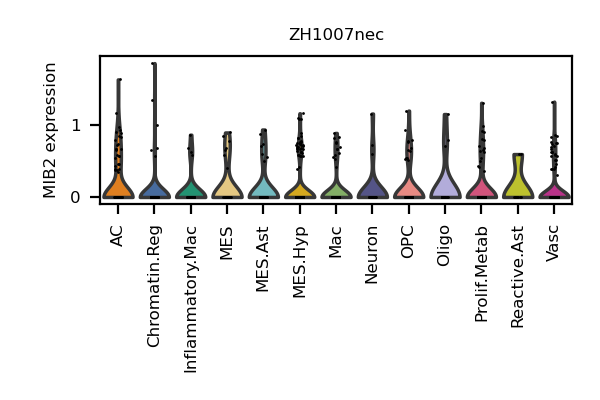 ZH1007nec
MIB2 expression
1
0
AC
Chromatin.Reg
Inflammatory.Mac
MES
MES.Ast
MES.Hyp
Mac
Neuron
OPC
Oligo
Prolif.Metab
Reactive.Ast
Vasc